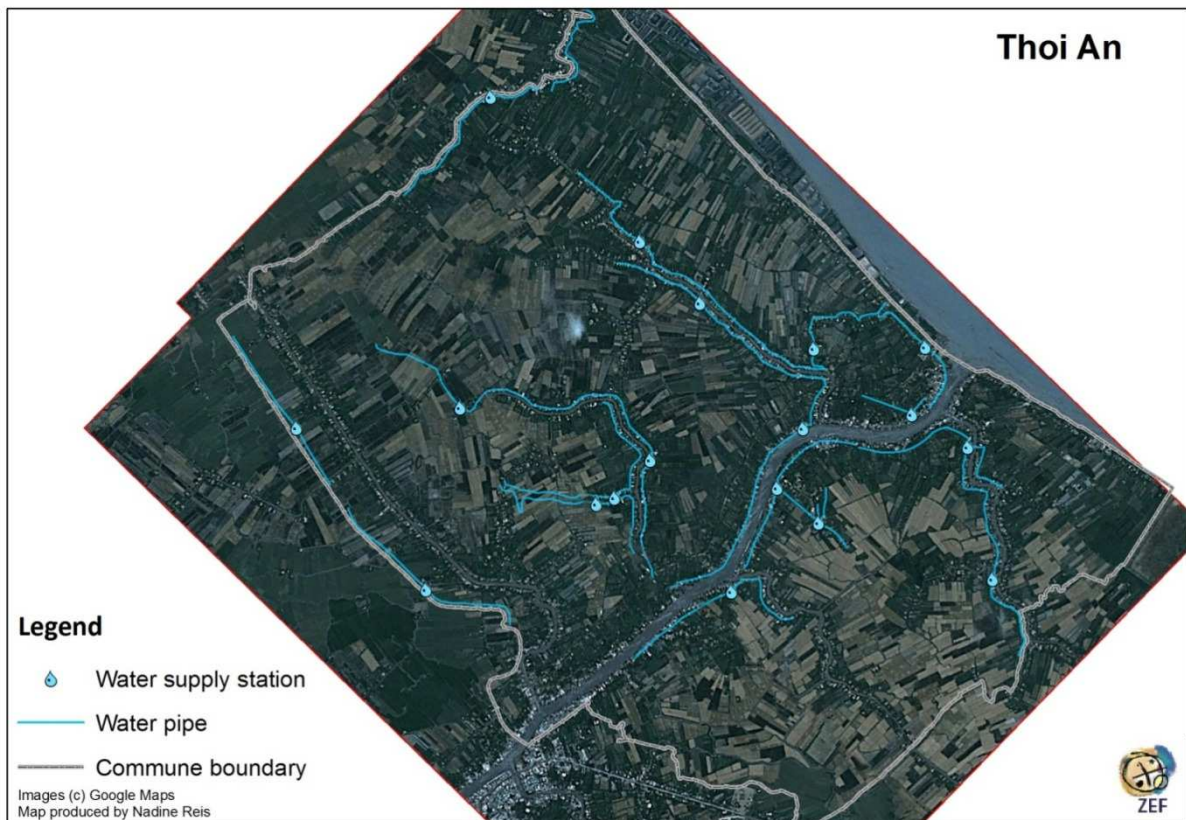 Thoi An
Legend
Water supply station
Water pipe
Commune boundary
Images (c) Google Maps
Map produced by Nadine Reis
ZEF